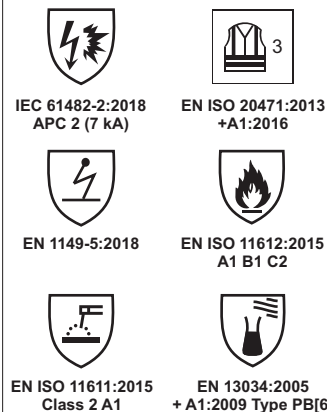 3
IEC 61482-2:2018
APC 2 (7 kA)
EN ISO 20471:2013
+A1:2016
EN 1149-5:2018
EN ISO 11612:2015
A1 B1 C2
EN ISO 11611:2015
Class 2 A1
EN 13034:2005
+ A1:2009 Type PB[6